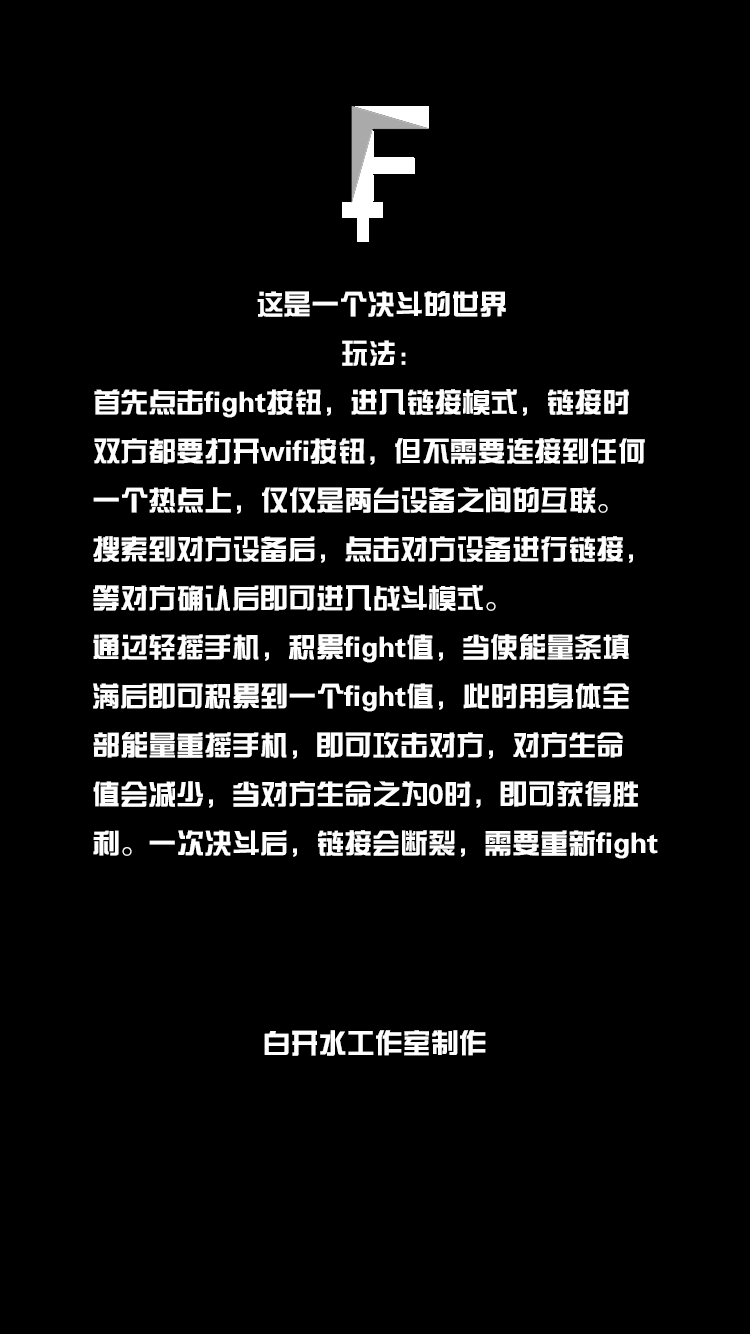 F
这是一个决斗的世界
玩法：
首先点击fight按钮，进入链接模式，链接时
双方都要打开wifi按钮，但不需要连接到任何
一个热点上，仅仅是两台设备之间的互联。
搜索到对方设备后，点击对方设备进行链接，
等对方确认后即可进入战斗模式。
通过轻摇手机，积累fight值，当使能量条填
满后即可积累到一个fight值，此时用身体全
部能量重摇手机，即可攻击对方，对方生命
值会减少，当对方生命之为0时，即可获得胜
利。一次决斗后，链接会断裂，需要重新fight
白开水工作室制作